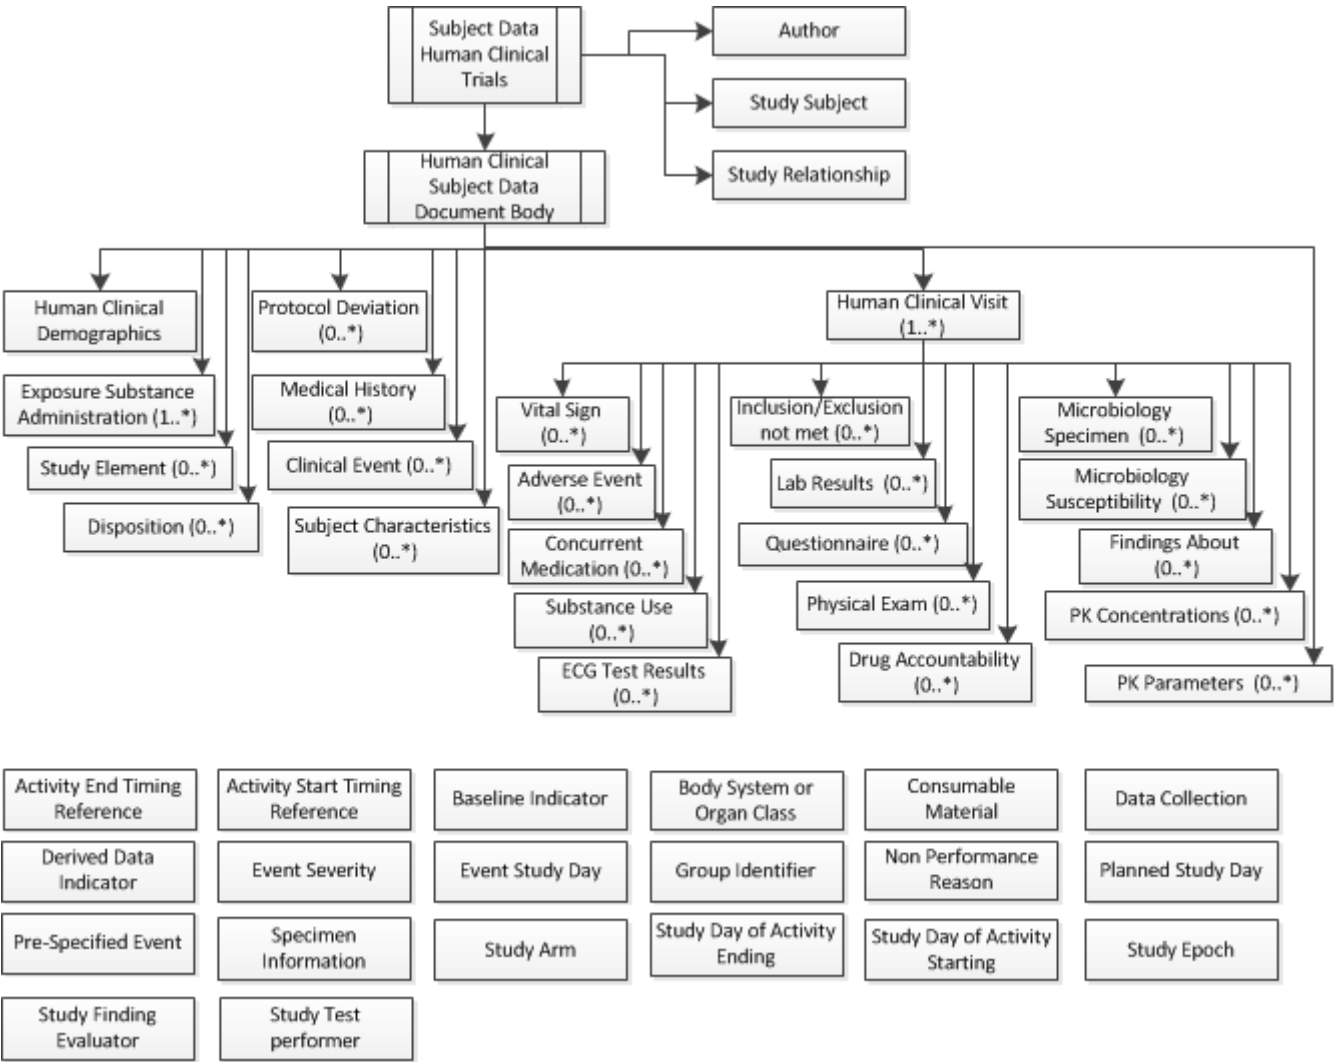 Subject Data
Human Clinical
Trials
Author
Study Subject
Study Relationship
Human Clinical
Subject Data
Document Body
Human Clinical
Demographics
Exposure Substance
Administration (1..*)
Study Element (0..*)
Disposition (0..*)
Protocol Deviation
(0..*)
Medical History
(0..*)
Clinical Event (0..*)
Subject Characteristics
(0..*)
Human Clinical Visit
(1..*)
Vital Sign
(0..*)
Adverse Event
(0..*)
Concurrent
Medication (0..*)
Substance Use
(0..*)
ECG Test Results
(0..*)
Inclusion/Exclusion
not met (0..*)
Lab Results (0..*)
Questionnaire (0..*)
Physical Exam (0..*)
Drug Accountability
(0..*)
Microbiology
Specimen (0..*)
Microbiology
Susceptibility (0..*)
Findings About
(0..*)
PK Concentrations (0..*)
PK Parameters (0..*)
Activity End Timing
Reference
Activity Start Timing
Reference
Baseline Indicator
Body System or
Organ Class
Consumable
Material
Data Collection
Derived Data
Indicator
Event Severity
Event Study Day
Group Identifier
Non Performance
Reason
Planned Study Day
Pre-Specified Event
Specimen
Information
Study Arm
Study Day of Activity
Ending
Study Day of Activity
Starting
Study Epoch
Study Finding
Evaluator
Study Test
performer